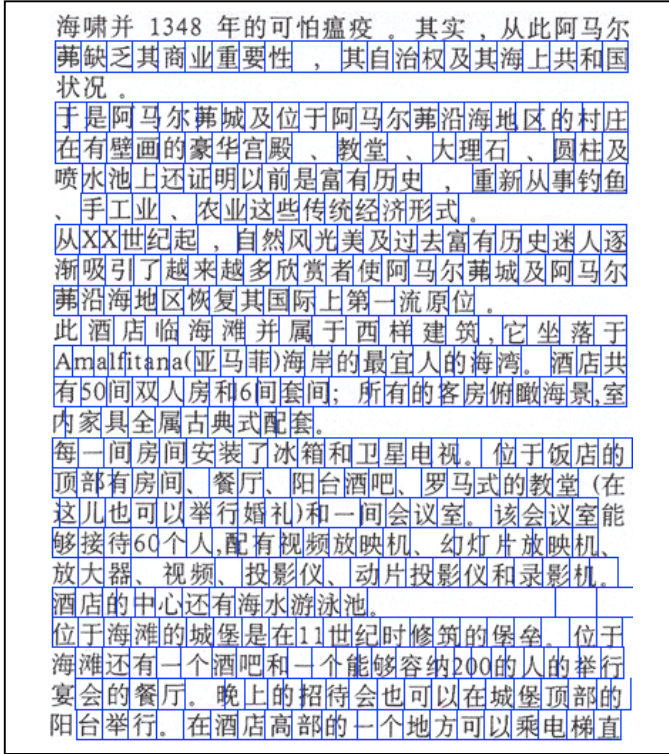 海啸并 1348 年的可怕瘟疫 。其实 , 从此阿马尔
茀缺乏其商业重要性 , 其自治权及其海上共和国
状况 。
于是阿马尔茀城及位于阿马尔茀沿海地区的村庄
在有壁画的豪华宫殿 、教堂 、大理石 、圆柱及
喷水池上还证明以前是富有历史 , 重新从事钓鱼
、手工业 、农业这些传统经济形式 。
从XX世纪起 , 自然风光美及过去富有历史迷人逐
渐吸引了越来越多欣赏者使阿马尔茀城及阿马尔
茀沿海地区恢复其国际上第一流原位 。
此酒店临海滩并属于西样建筑,它坐落于
Amalfitana(亚马菲)海岸的最宜人的海湾。酒店共
有50间双人房和6间套间; 所有的客房俯瞰海景,室
内家具全属古典式配套。
每一间房间安装了冰箱和卫星电视。位于饭店的
顶部有房间、餐厅、阳台酒吧、罗马式的教堂 (在
这儿也可以举行婚礼)和一间会议室。该会议室能
够接待60个人,配有视频放映机、幻灯片放映机、
放大器、视频、投影仪、动片投影仪和录影机。
酒店的中心还有海水游泳池。
位于海滩的城堡是在11世纪时修筑的堡垒。位于
海滩还有一个酒吧和一个能够容纳200的人的举行
宴会的餐厅。晚上的招待会也可以在城堡顶部的
阳台举行。在酒店高部的一个地方可以乘电梯直